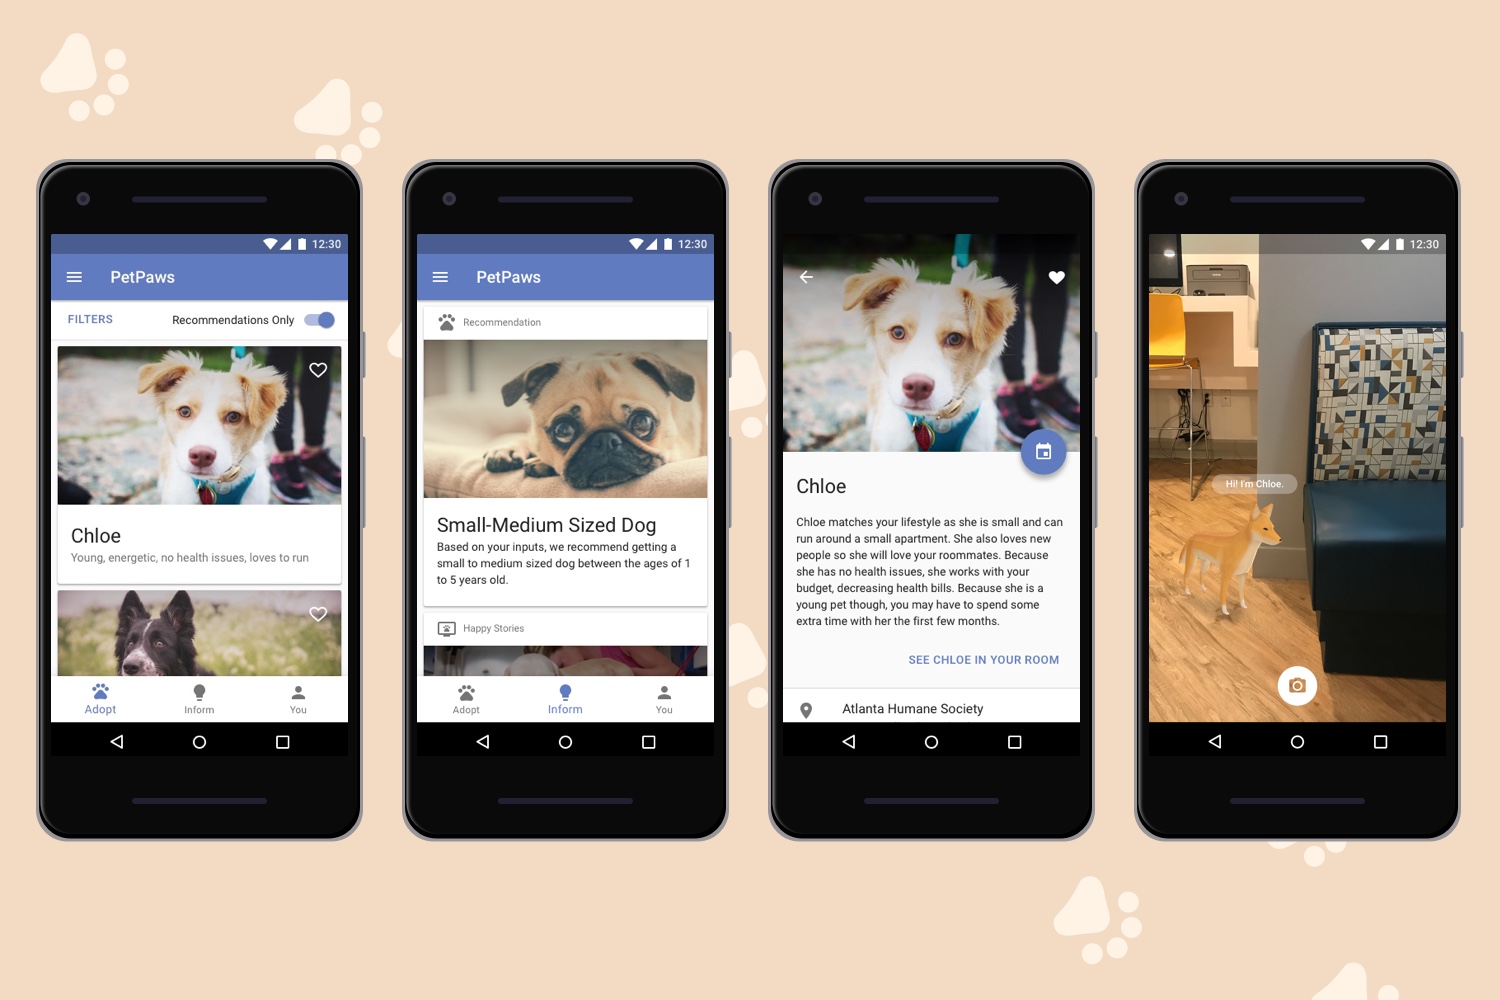 12:30
PetPaws
FILTERS
Recommendations Only
Chloe
Young, energetic, no health issues, loves to run
Adopt
Inform
You
12:30
PetPaws
Recommendation
Small-Medium Sized Dog
Based on your inputs, we recommend getting a
small to medium sized dog between the ages of 1
to 5 years old.
Happy Stories
Adopt
Inform
You
Chloe
Chloe matches your lifestyle as she is small and can
run around a small apartment. She also loves new
people so she will love your roommates. Because
she has no health issues, she works with your
budget, decreasing health bills. Because she is a
young pet though, you may have to spend some
extra time with her the first few months.
SEE CHLOE IN YOUR ROOM
Atlanta Humane Society
12:30
Hi! I'm Chloe.